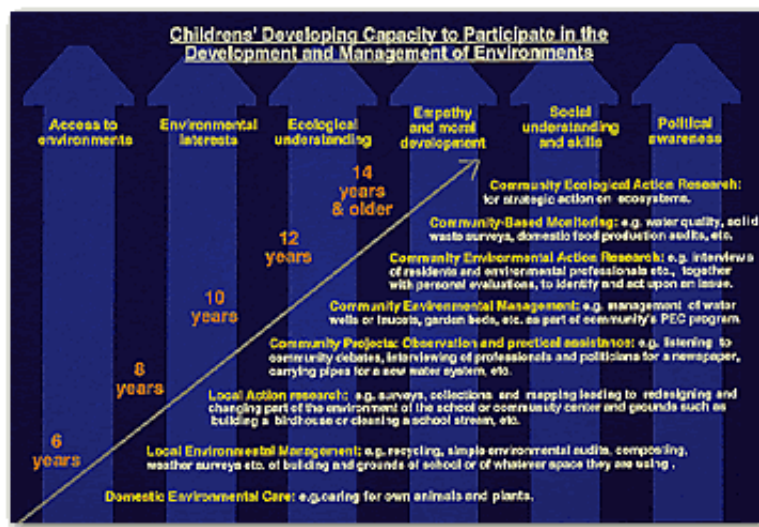 Childrens' Developing Capacity to Participate in the
Development and Management of Environments
Access to
environments
Environmental
interests
Ecological
understanding
Empathy
and moral
development
Social
understanding
and skills
Political
awareness
14
years
& older
12
years
10
years
8
years
6
years
Community Ecological Action Research:
for strategic action on ecosystems.
Community-Based Monitoring: e.g. water quality, solid
waste surveys, domestic food production audits, etc.
Community Environmental Action Research: e.g. interviews
of residents and environmental professionals etc., together
with personal evaluations, to identify and act upon an issue.
Community Environmental Management: e.g. management of water
wells or faucets, garden beds, etc. as part of community's PEC program.
Community Projects: Observation and practical assistance: e.g. listening to
community debates, interviewing of professionals and politicians for a newspaper,
carrying pipes for a new water system, etc.
Local Action research: e.g. surveys, collections and mapping leading to redesigning and
changing part of the environment of the school or community center and grounds such as
building a birdhouse or cleaning a school stream, etc.
Local Environmental Management: e.g. recycling, simple environmental audits, composting,
weather surveys etc. of building and grounds of school or of whatever space they are using .
Domestic Environmental Care: e.g.caring for own animals and plants.